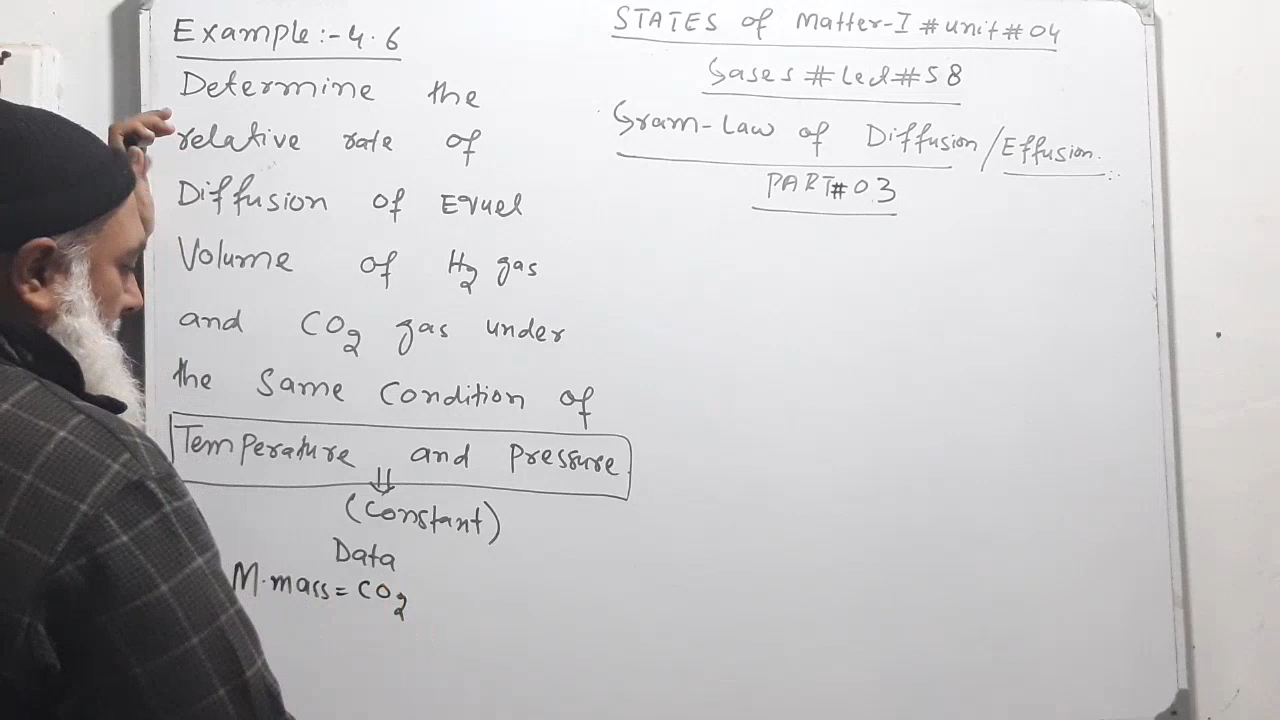 Example:-4.6
Determine the
relative rate of
Diffusion of Equel
Volume of H₂ gas
and CO₂ gas under
the Same Condition of
Temperature and Pressure
⇓
(Constant)
Data
M.mass= CO₂
STATES of Matter-I #unit#04
Gases #Lec#58
Gram-Law of Diffusion/Effusion.
PART#03